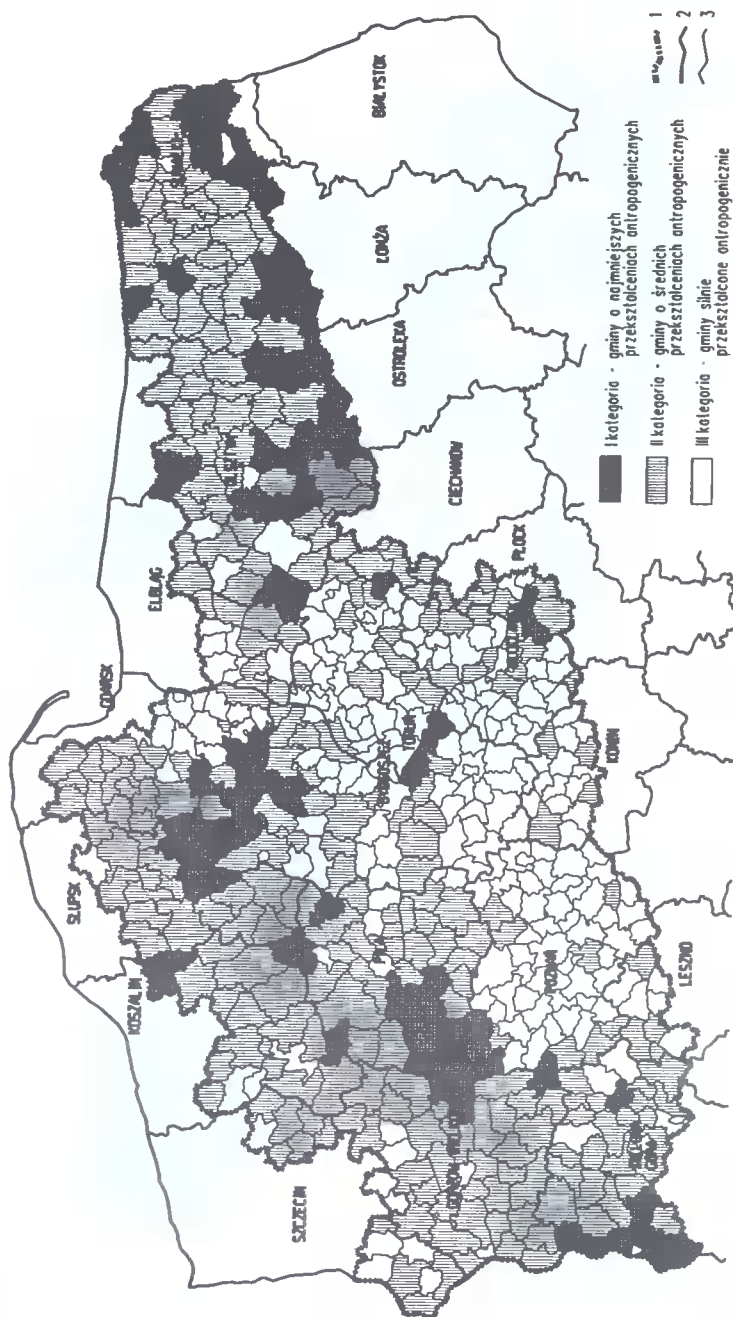 GDAŃSK
SŁUPSK
KOSZALIN
ELBLĄG
SZCZECIN
BYDGOSZCZ
TORUŃ
PIŁA
CIECHANÓW
OSTROŁĘKA
ŁOMŻA
BIAŁYSTOK
PŁOCK
POZNAŃ
KONIN
LESZNO
I kategoria - gminy o najmniejszych
przekształceniach antropogenicznych
II kategoria - gminy o średnich
przekształceniach antropogenicznych
III kategoria - gminy silnie
przekształcone antropogenicznie
1
2
3